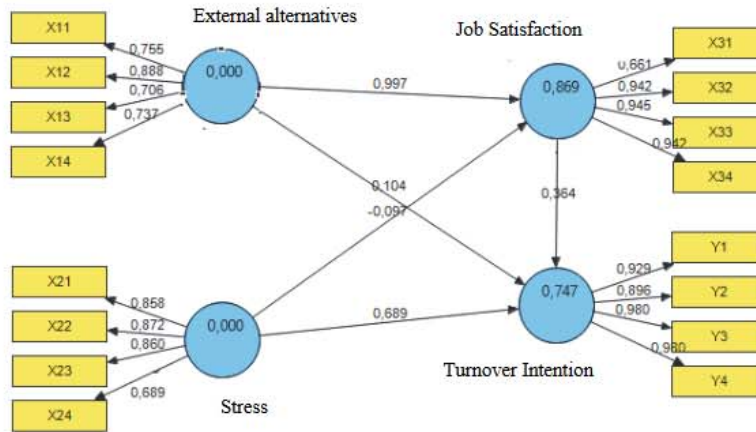 External alternatives
Job Satisfaction
X11
X12
X13
X14
0,755
0,888
0,706
0,737
0,000
0,997
0,869
0,661
0,942
0,945
0,942
X31
X32
X33
X34
0,104
-0,097
0,364
X21
X22
X23
X24
0,858
0,872
0,860
0,689
0,000
0,689
0,747
0,929
0,896
0,980
0,980
Y1
Y2
Y3
Y4
Stress
Turnover Intention